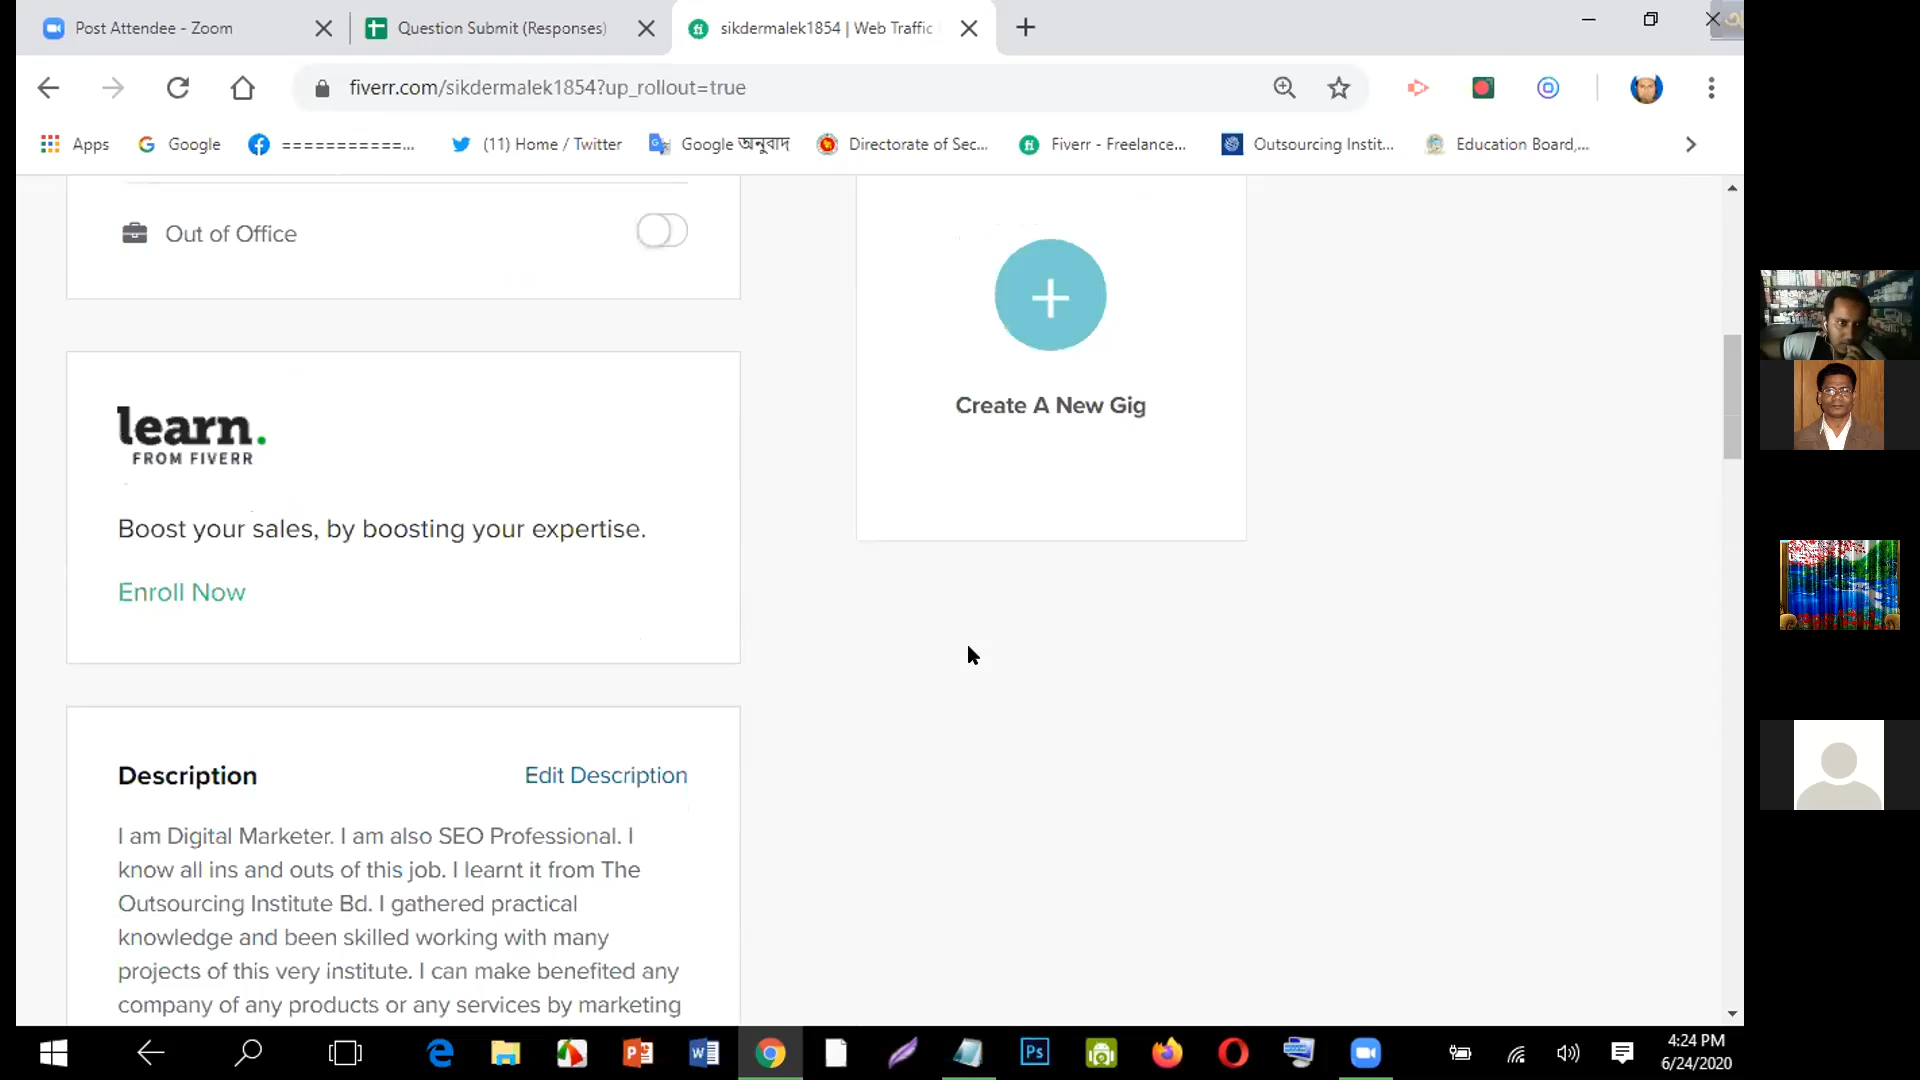 Post Attendee - Zoom
Question Submit (Responses)
sikdermalek1854 | Web Traffic
fiverr.com/sikdermalek1854?up_rollout=true
Apps
Google
============...
(11) Home / Twitter
Google অনুবাদ
Directorate of Sec...
Fiverr - Freelance...
Outsourcing Instit...
Education Board,...
Out of Office
Create A New Gig
learn.
FROM FIVERR
Boost your sales, by boosting your expertise.
Enroll Now
Description
Edit Description
I am Digital Marketer. I am also SEO Professional. I
know all ins and outs of this job. I learnt it from The
Outsourcing Institute Bd. I gathered practical
knowledge and been skilled working with many
projects of this very institute. I can make benefited any
company of any products or any services by marketing
4:24 PM
6/24/2020